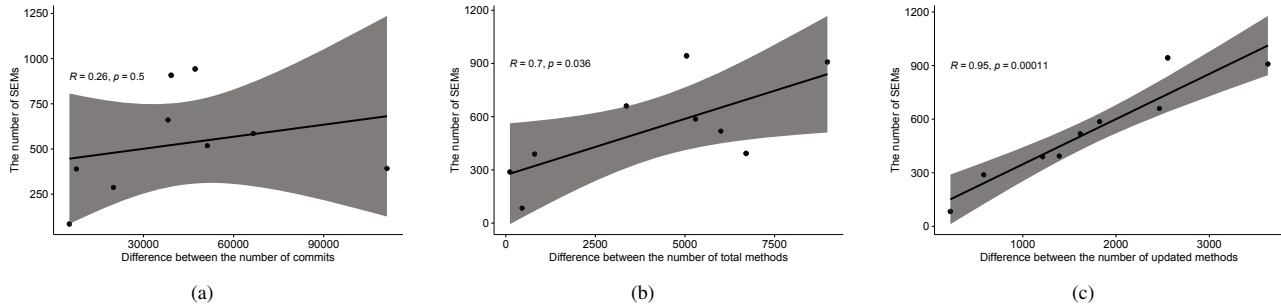 1250
1000
750
500
250
The number of SEMs
R = 0.26, p = 0.5
30000 60000 90000
Difference between the number of commits
(a)
1200
900
600
300
0
The number of SEMs
R = 0.7, p = 0.036
0 2500 5000 7500
Difference between the number of total methods
(b)
1200
900
600
300
0
The number of SEMs
R = 0.95, p = 0.00011
1000 2000 3000
Difference between the number of updated methods
(c)